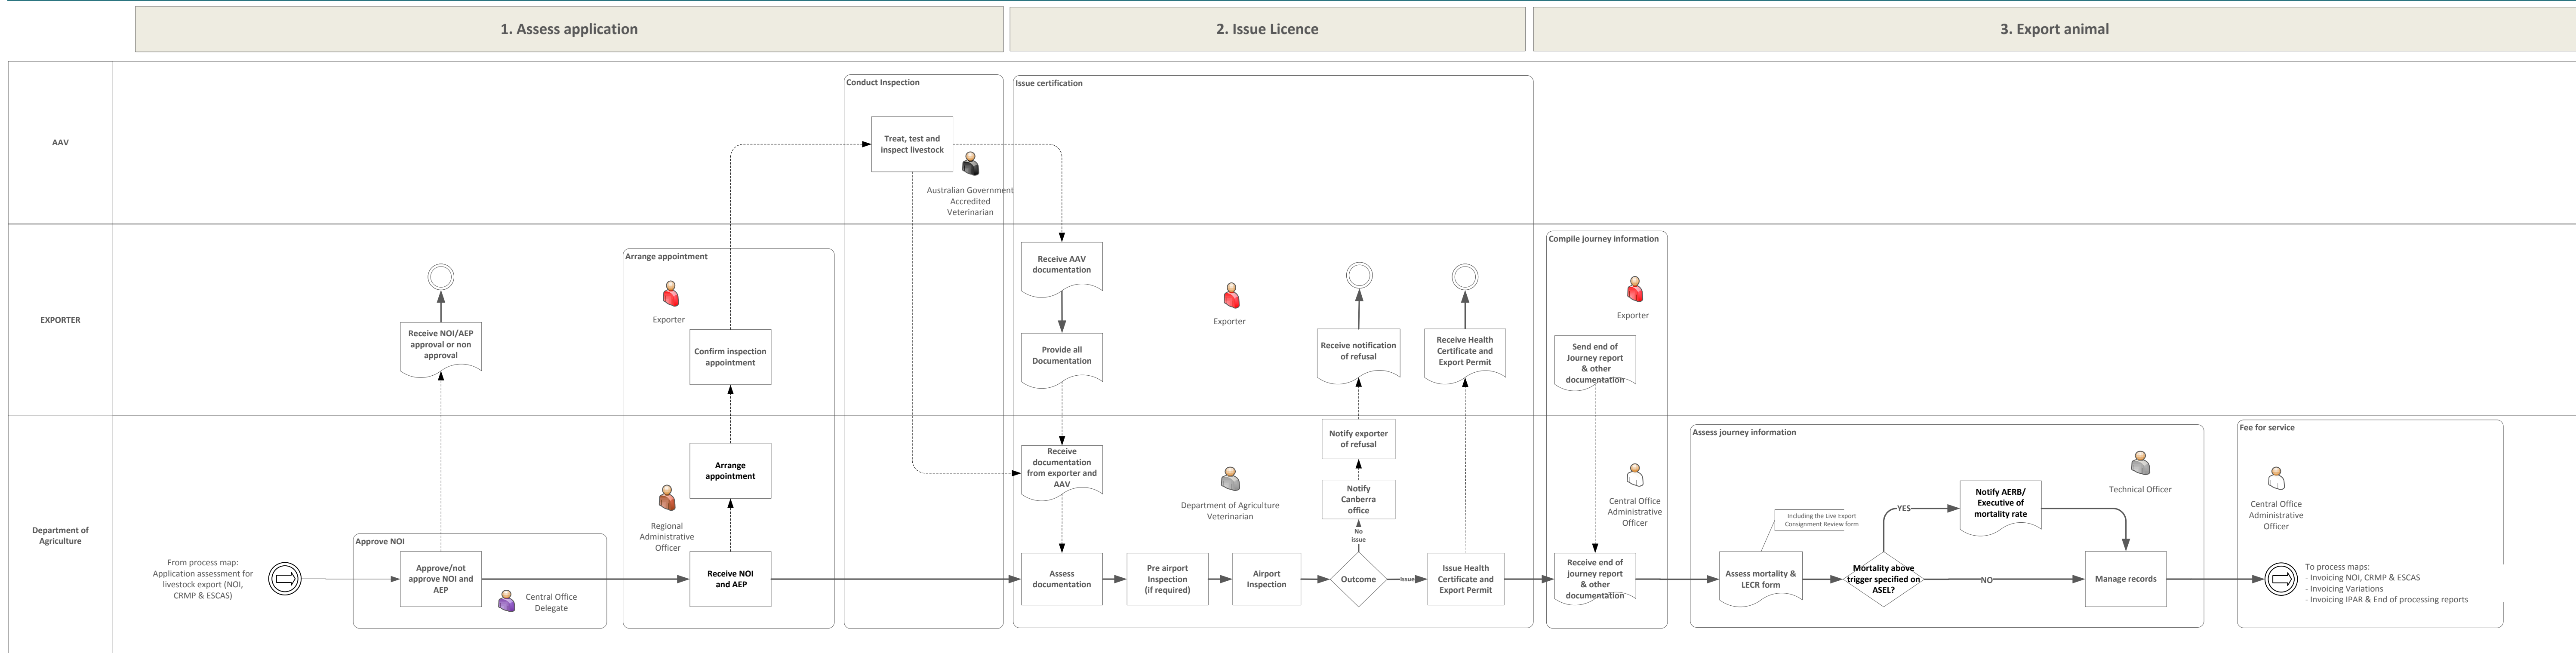 1. Assess application
2. Issue Licence
3. Export animal
AAV
Conduct Inspection
Treat, test and
inspect livestock
Australian Government
Accredited
Veterinarian
Issue certification
EXPORTER
Receive NOI/AEP
approval or non
approval
Arrange appointment
Exporter
Confirm inspection
appointment
Receive AAV
documentation
Provide all
Documentation
Exporter
Receive notification
of refusal
Receive Health
Certificate and
Export Permit
Compile journey information
Exporter
Send end of
Journey report
& other
documentation
Department of
Agriculture
From process map:
Application assessment for
livestock export (NOI,
CRMP & ESCAS)
Approve NOI
Approve/not
approve NOI and
AEP
Central Office
Delegate
Arrange
appointment
Regional
Administrative
Officer
Receive NOI
and AEP
Receive
documentation
from exporter and
AAV
Assess
documentation
Pre airport
Inspection
(if required)
Department of Agriculture
Veterinarian
Airport
Inspection
Notify exporter
of refusal
Notify
Canberra
office
No
issue
Outcome
Issue
Issue Health
Certificate and
Export Permit
Central Office
Administrative
Officer
Receive end of
journey report
& other
documentation
Assess journey information
Including the Live Export
Consignment Review form
Assess mortality &
LECR form
Mortality above
trigger specified on
ASEL?
YES
NO
Notify AERB/
Executive of
mortality rate
Technical Officer
Manage records
Fee for service
Central Office
Administrative
Officer
To process maps:
- Invoicing NOI, CRMP & ESCAS
- Invoicing Variations
- Invoicing IPAR & End of processing reports